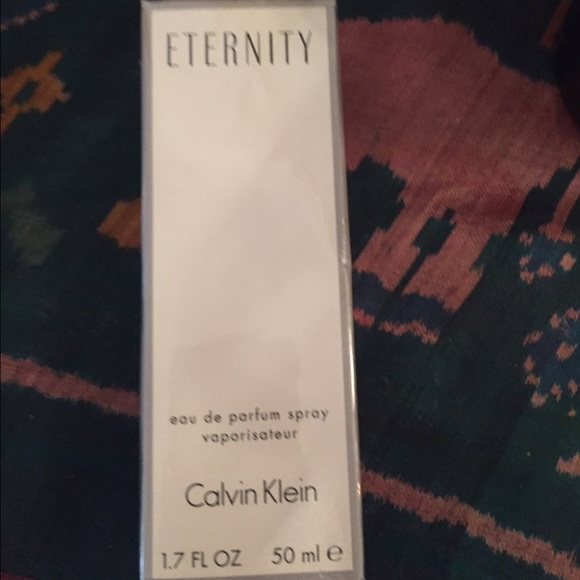 ETERNITY
eau de parfum spray
vaporisateur
Calvin Klein
1.7 FL OZ 50 ml ℮